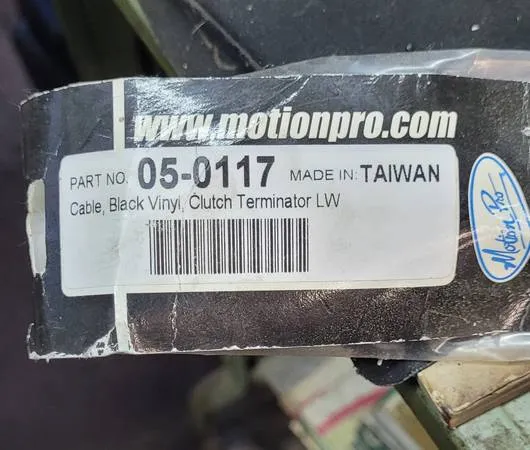 www.motionpro.com
PART NO. 05-0117 MADE IN: TAIWAN
Cable, Black Vinyl, Clutch Terminator LW
Motion Pro